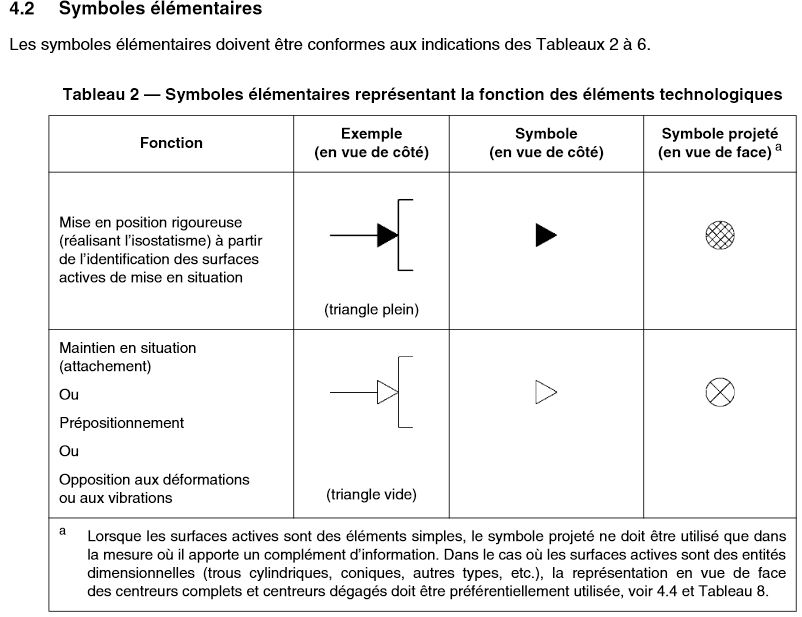 4.2 Symboles élémentaires
Les symboles élémentaires doivent être conformes aux indications des Tableaux 2 à 6.
Tableau 2 — Symboles élémentaires représentant la fonction des éléments technologiques
Fonction
Exemple
(en vue de côté)
Symbole
(en vue de côté)
Symbole projeté
(en vue de face) a
Mise en position rigoureuse
(réalisant l'isostatisme) à partir
de l'identification des surfaces
actives de mise en situation
(triangle plein)
Maintien en situation
(attachement)
Ou
Prépositionnement
Ou
Opposition aux déformations
ou aux vibrations
(triangle vide)
a Lorsque les surfaces actives sont des éléments simples, le symbole projeté ne doit être utilisé que dans
la mesure où il apporte un complément d'information. Dans le cas où les surfaces actives sont des entités
dimensionnelles (trous cylindriques, coniques, autres types, etc.), la représentation en vue de face
des centreurs complets et centreurs dégagés doit être préférentiellement utilisée, voir 4.4 et Tableau 8.